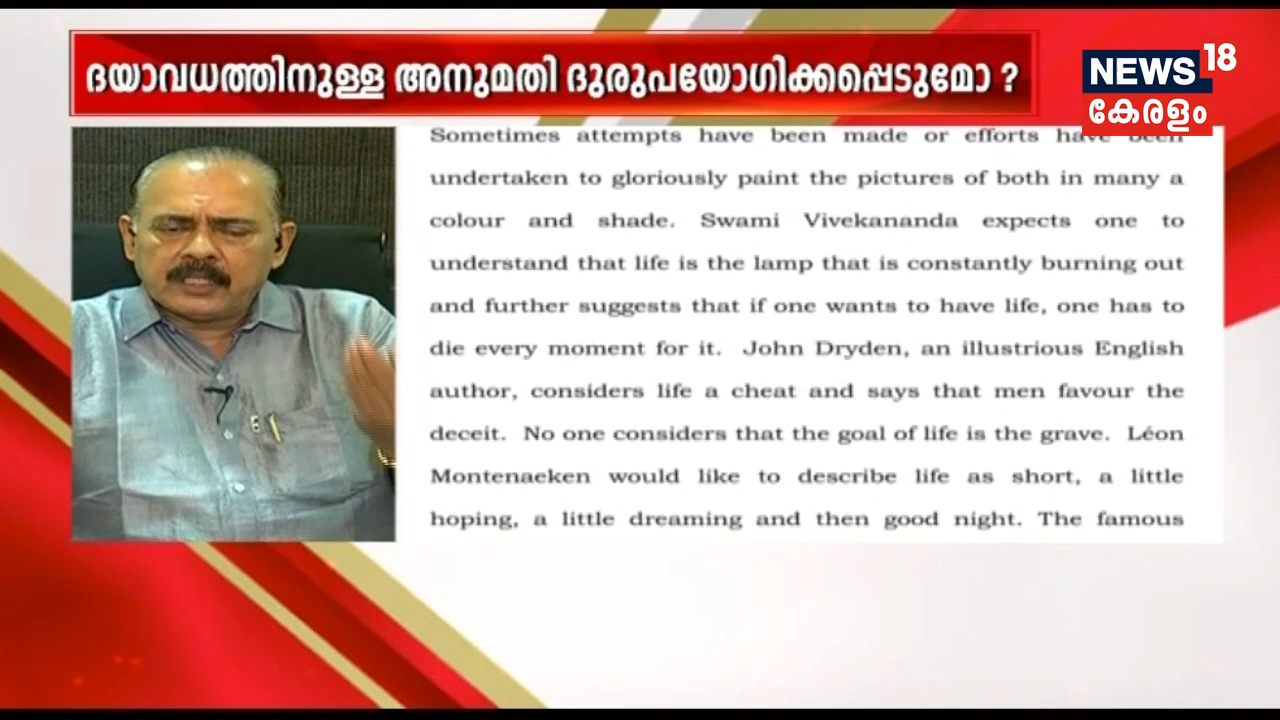 ദയാവധത്തിനുള്ള അനുമതി ദുരുപയോഗിക്കപ്പെടുമോ ?
NEWS18
കേരളം
Sometimes attempts have been made or efforts have been
undertaken to gloriously paint the pictures of both in many a
colour and shade. Swami Vivekananda expects one to
understand that life is the lamp that is constantly burning out
and further suggests that if one wants to have life, one has to
die every moment for it. John Dryden, an illustrious English
author, considers life a cheat and says that men favour the
deceit. No one considers that the goal of life is the grave. Léon
Montenaeken would like to describe life as short, a little
hoping, a little dreaming and then good night. The famous